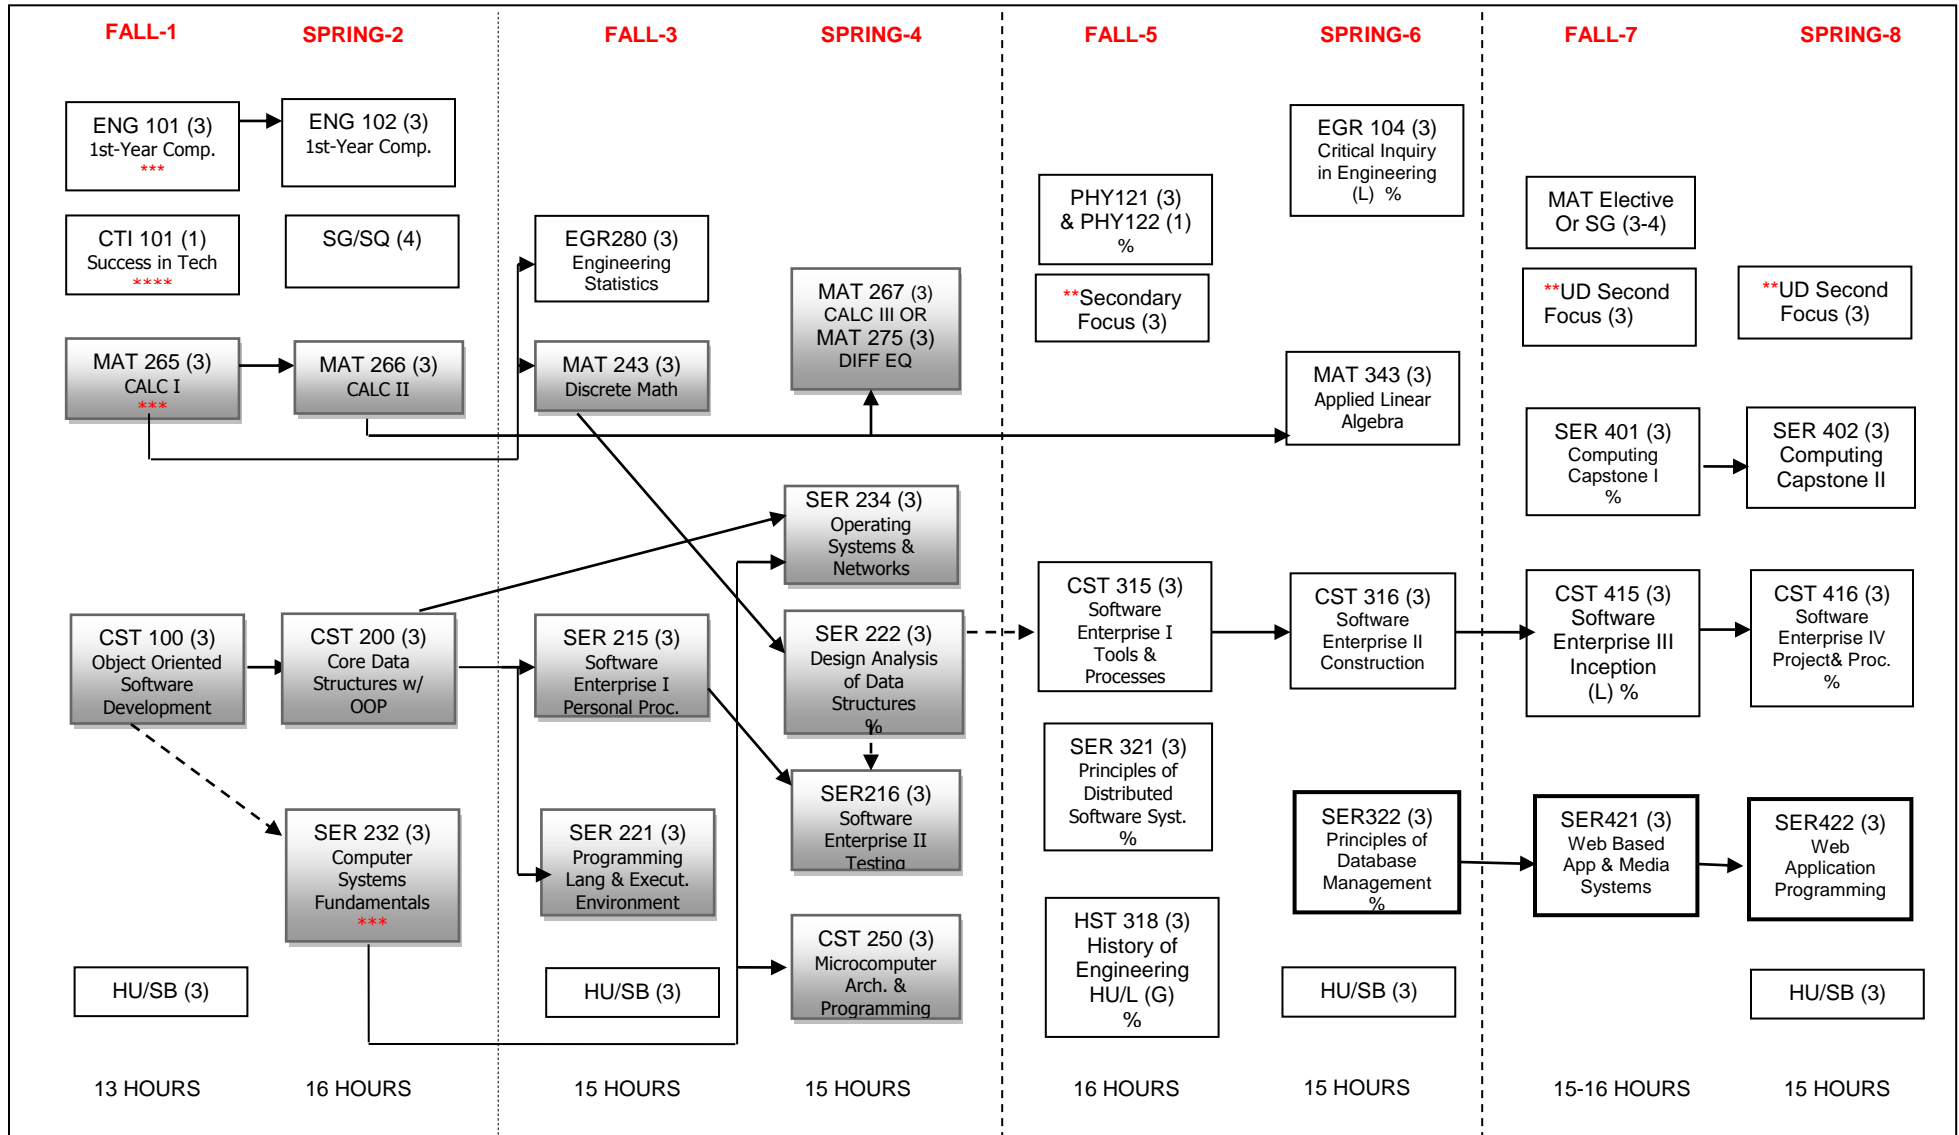 FALL-1
SPRING-2
FALL-3
SPRING-4
FALL-5
SPRING-6
FALL-7
SPRING-8
ENG 101 (3)
1st-Year Comp.
***
CTI 101 (1)
Success in Tech
****
MAT 265 (3)
CALC I
***
CST 100 (3)
Object Oriented
Software
Development
HU/SB (3)
13 HOURS
ENG 102 (3)
1st-Year Comp.
SG/SQ (4)
MAT 266 (3)
CALC II
CST 200 (3)
Core Data
Structures w/
OOP
SER 232 (3)
Computer
Systems
Fundamentals
***
16 HOURS
EGR280 (3)
Engineering
Statistics
MAT 243 (3)
Discrete Math
SER 215 (3)
Software
Enterprise I
Personal Proc.
SER 221 (3)
Programming
Lang & Execut.
Environment
HU/SB (3)
15 HOURS
MAT 267 (3)
CALC III OR
MAT 275 (3)
DIFF EQ
SER 234 (3)
Operating
Systems &
Networks
SER 222 (3)
Design Analysis
of Data
Structures
%
SER216 (3)
Software
Enterprise II
Testing
CST 250 (3)
Microcomputer
Arch. &
Programming
15 HOURS
PHY121 (3)
& PHY122 (1)
%
**Secondary
Focus (3)
CST 315 (3)
Software
Enterprise I
Tools &
Processes
SER 321 (3)
Principles of
Distributed
Software Syst.
%
HST 318 (3)
History of
Engineering
HU/L (G)
%
16 HOURS
EGR 104 (3)
Critical Inquiry
in Engineering
(L) %
MAT 343 (3)
Applied Linear
Algebra
CST 316 (3)
Software
Enterprise II
Construction
SER322 (3)
Principles of
Database
Management
%
HU/SB (3)
15 HOURS
MAT Elective
Or SG (3-4)
**UD Second
Focus (3)
SER 401 (3)
Computing
Capstone I
%
CST 415 (3)
Software
Enterprise III
Inception
(L) %
SER421 (3)
Web Based
App & Media
Systems
15-16 HOURS
**UD Second
Focus (3)
SER 402 (3)
Computing
Capstone II
CST 416 (3)
Software
Enterprise IV
Project& Proc.
%
SER422 (3)
Web
Application
Programming
HU/SB (3)
15 HOURS